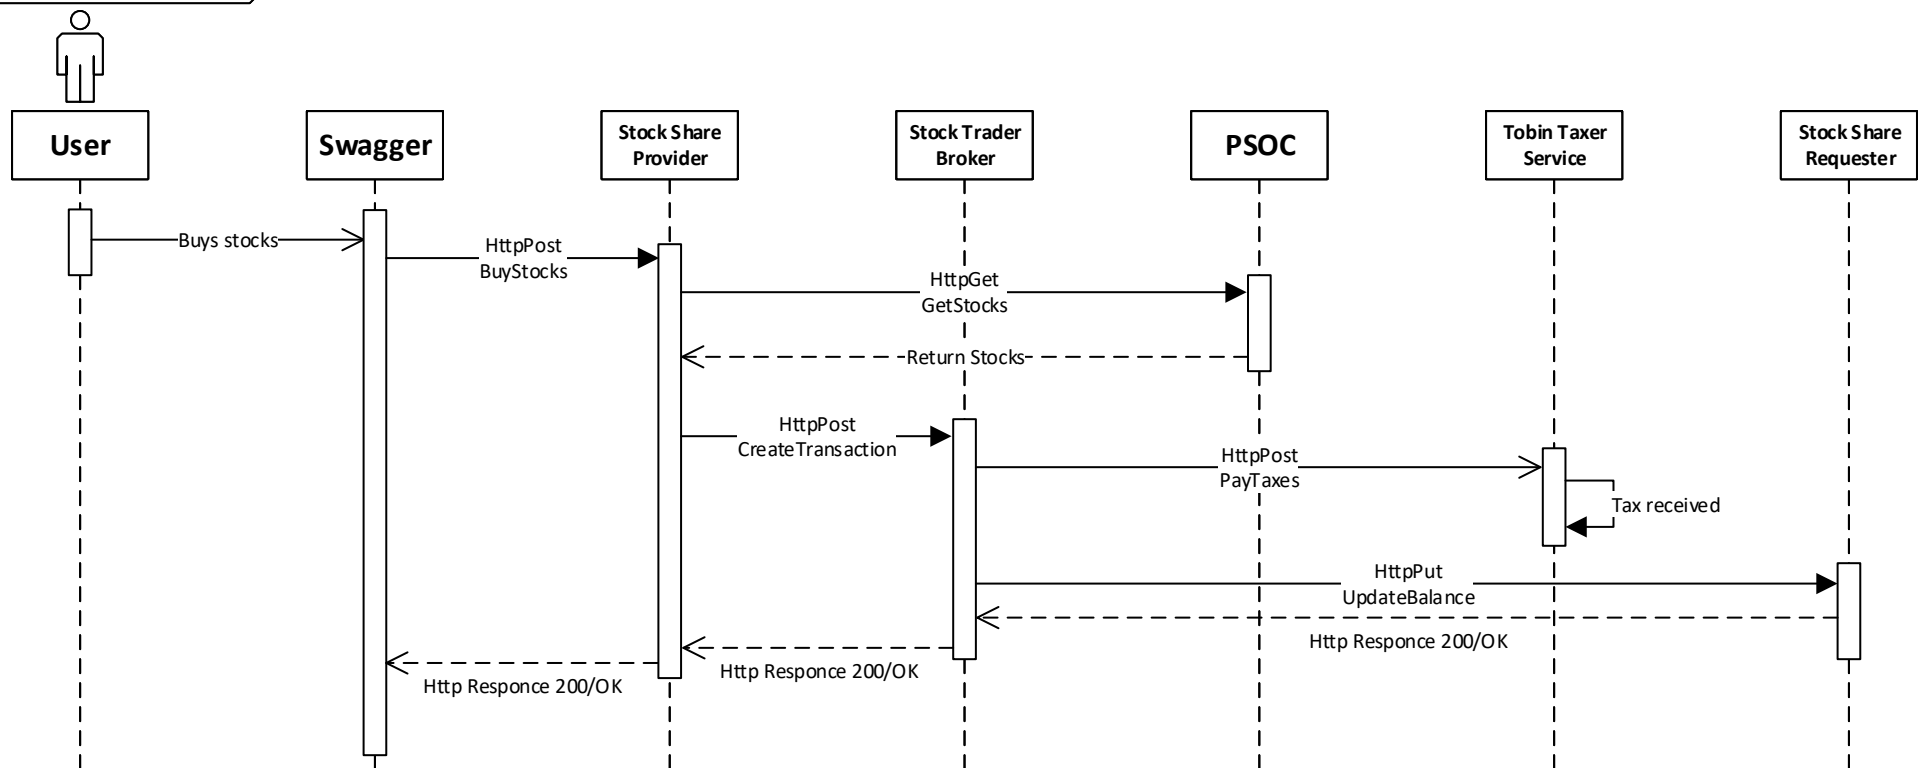 User
Swagger
Stock Share
Provider
Stock Trader
Broker
PSOC
Tobin Taxer
Service
Stock Share
Requester
Buys stocks
HttpPost
BuyStocks
HttpGet
GetStocks
Return Stocks
HttpPost
CreateTransaction
HttpPost
PayTaxes
Tax received
HttpPut
UpdateBalance
Http Responce 200/OK
Http Responce 200/OK
Http Responce 200/OK